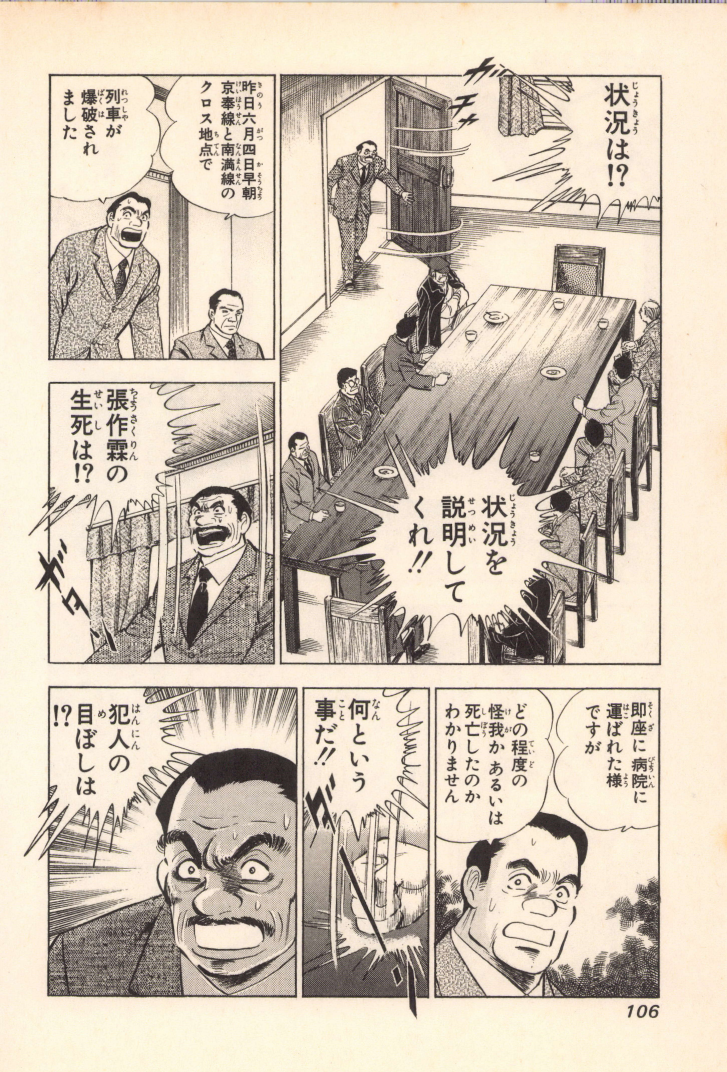 状況は!?
ガチャ
状況を
説明して
くれ!!
昨日六月四日早朝
京奉線と南満線の
クロス地点で
列車が
爆破され
ました
張作霖の
生死は!?
ガタ
即座に病院に
運ばれた様
ですが
どの程度の
怪我か あるいは
死亡したのか
わかりません
何という
事だ!!
犯人の
目ぼしは
!?
106